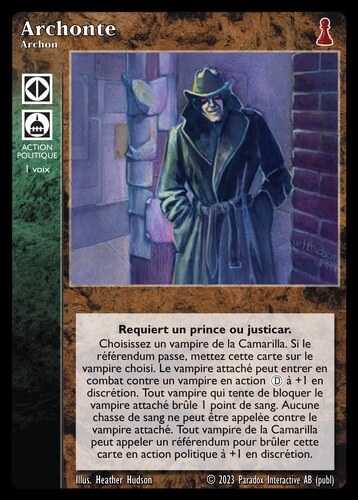 Archonte
Archon
ACTION
POLITIQUE
1 voix
Requiert un prince ou justicar.
Choisissez un vampire de la Camarilla. Si le
référendum passe, mettez cette carte sur le
vampire choisi. Le vampire attaché peut entrer en
combat contre un vampire en action Ⓓ à +1 en
discrétion. Tout vampire qui tente de bloquer le
vampire attaché brûle 1 point de sang. Aucune
chasse de sang ne peut être appelée contre le
vampire attaché. Tout vampire de la Camarilla
peut appeler un référendum pour brûler cette
carte en action politique à +1 en discrétion.
Illus. Heather Hudson
© 2023 Paradox Interactive AB (publ)